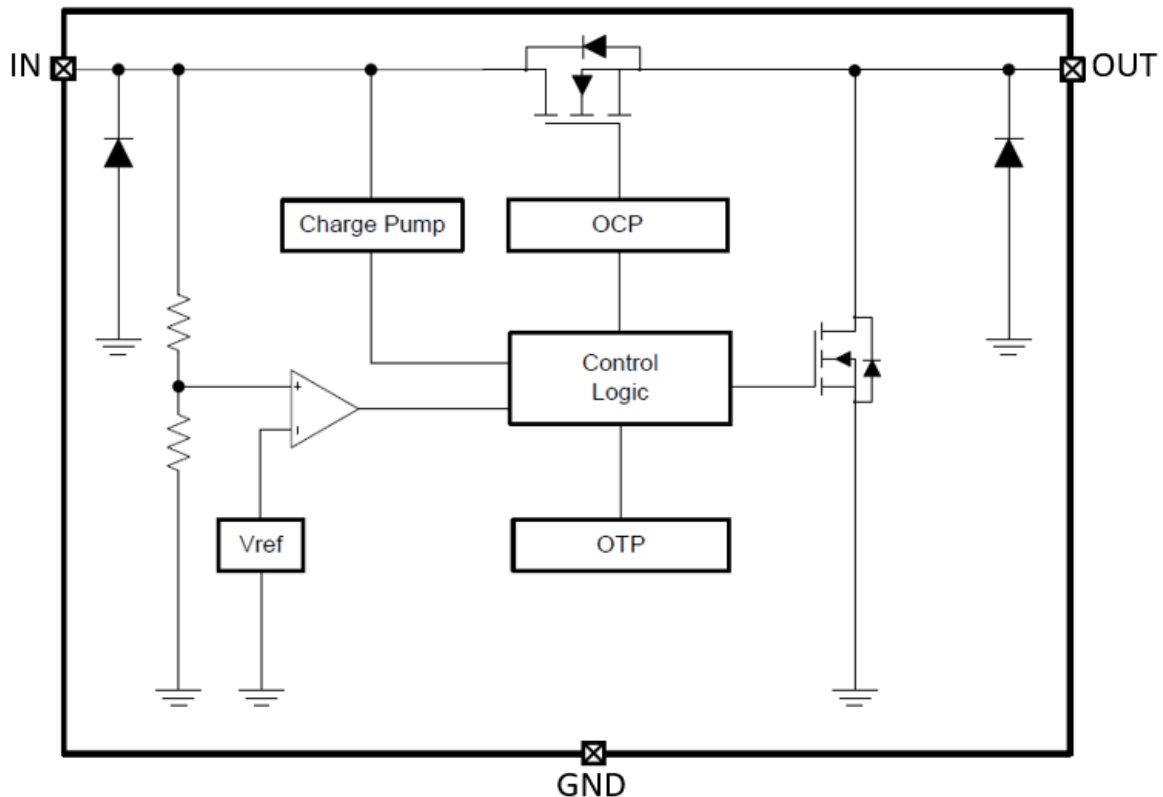 IN
OUT
Charge Pump
OCP
Control
Logic
+
-
Vref
OTP
GND